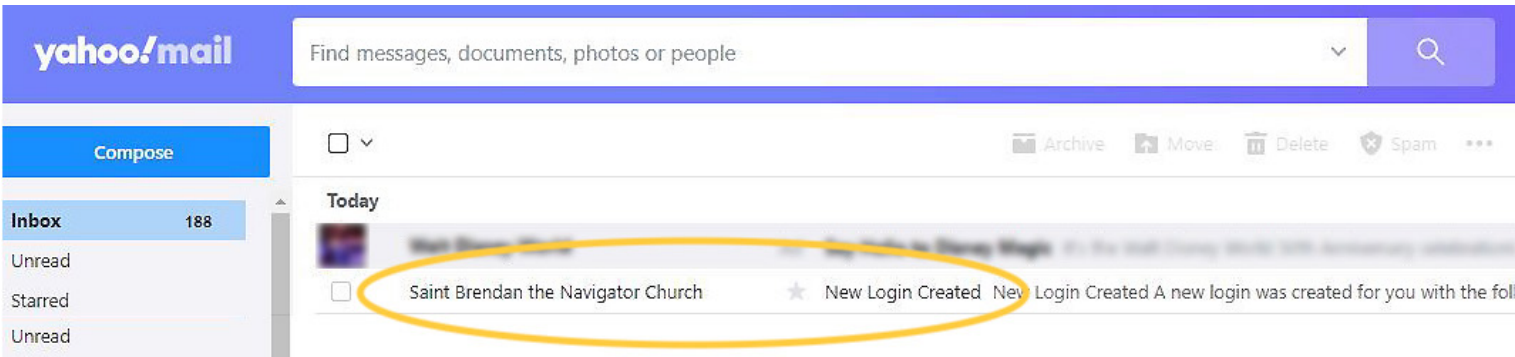 yahoo!mail
Find messages, documents, photos or people
Compose
Archive Move Delete Spam
Today
Inbox 188
Unread
Saint Brendan the Navigator Church New Login Created New Login Created A new login was created for you with the foll
Starred
Unread